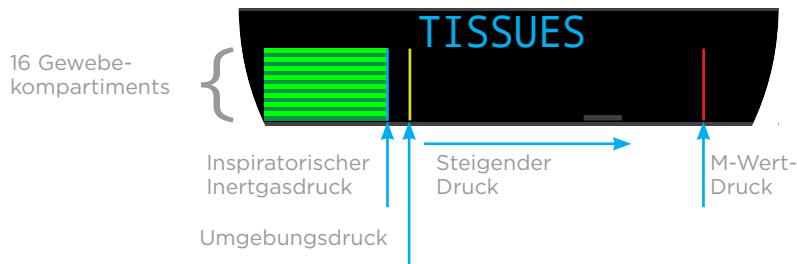 TISSUES
16 Gewebe-
kompartiments
Inspiratorischer
Inertgasdruck
Steigender
Druck
M-Wert-
Druck
Umgebungsdruck